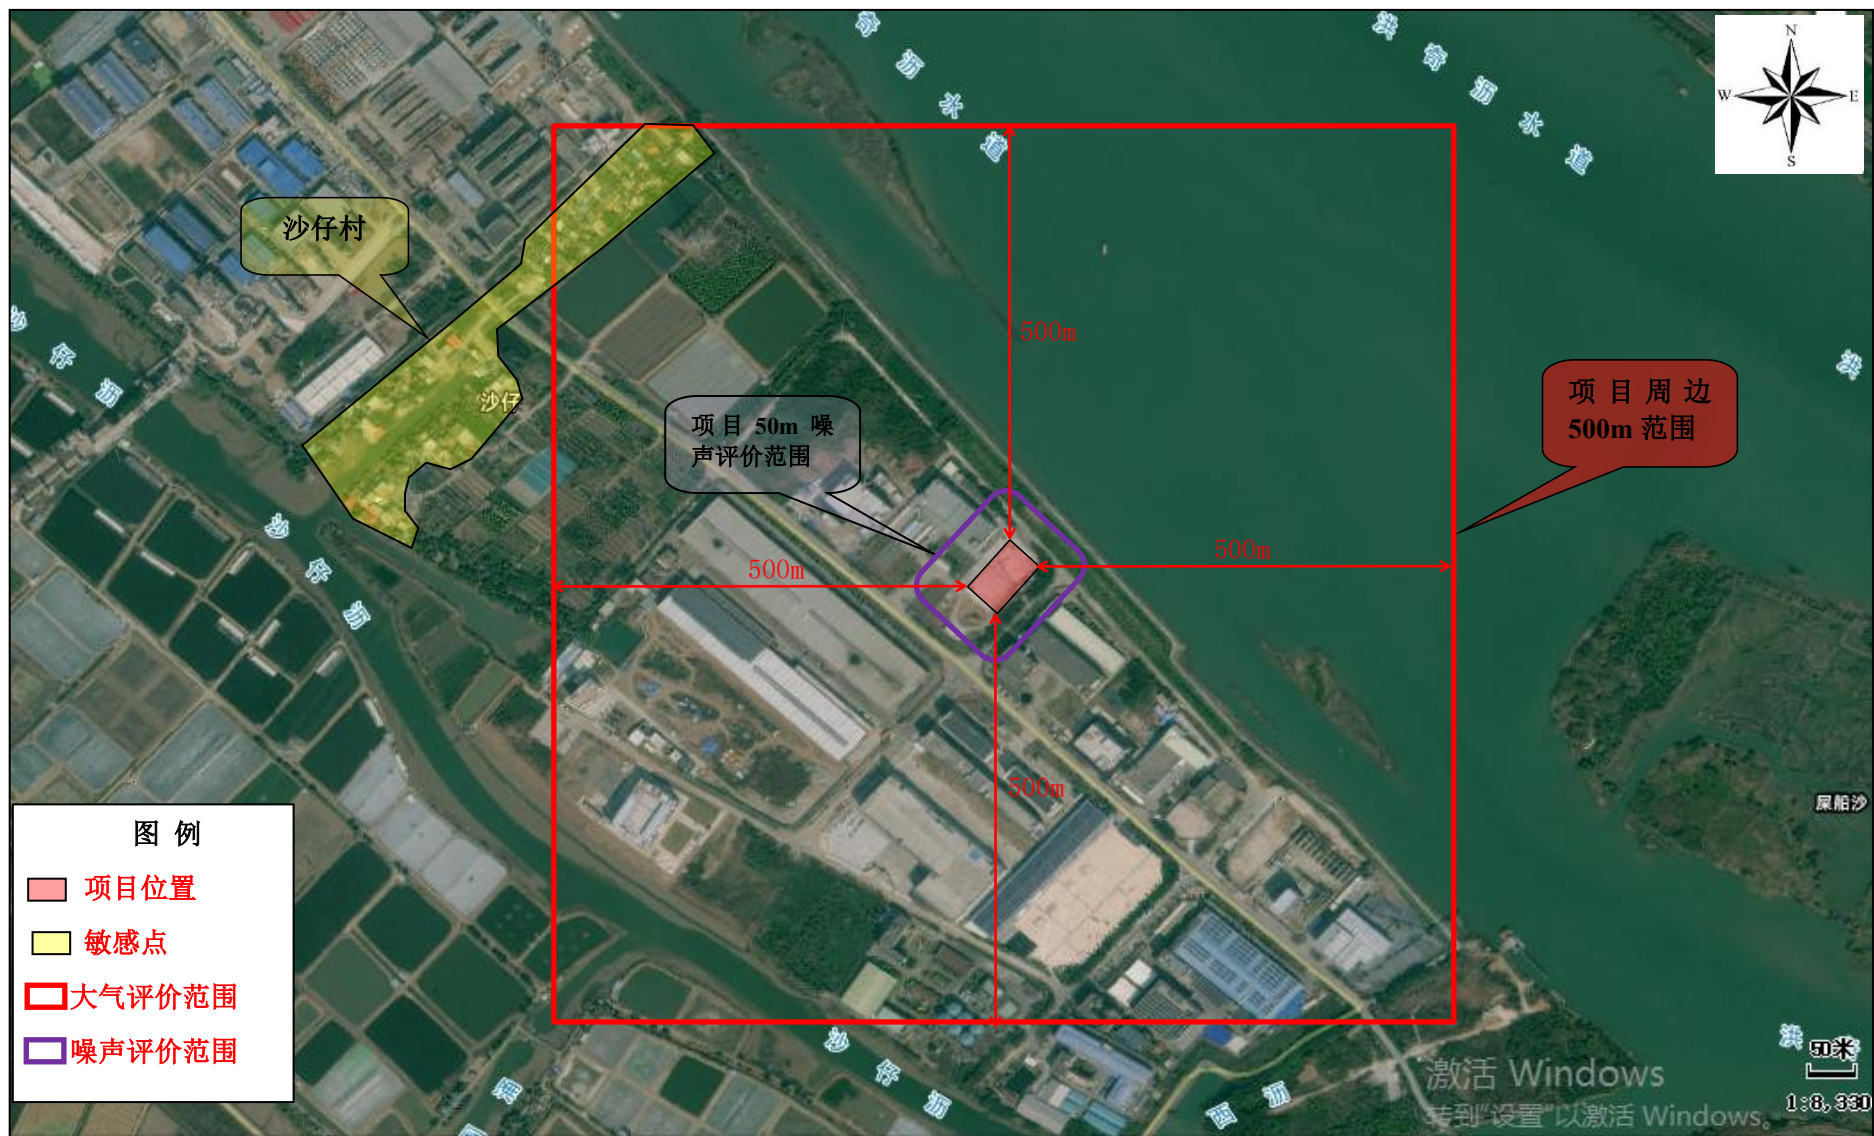 奇沥水道
洪奇沥水道
N
W
E
S
沙仔村
沙仔沥
500m
洪
项目周边
500m 范围
沙仔
项目 50m 噪
声评价范围
沙仔沥
500m
500m
500m
屎船沙
图 例
项目位置
敏感点
大气评价范围
噪声评价范围
沙仔沥
西沥
洪
50米
1:8,330
激活 Windows
转到"设置"以激活 Windows。